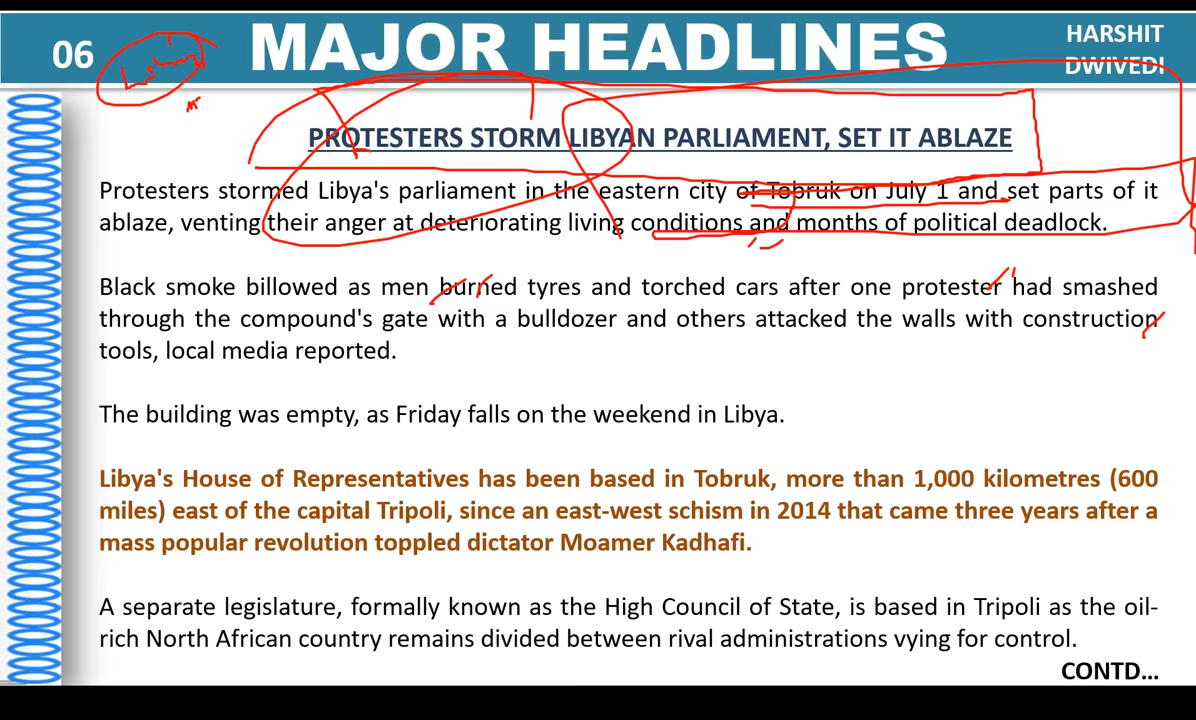 06
MAJOR HEADLINES
HARSHIT
DWIVEDI
PROTESTERS STORM LIBYAN PARLIAMENT, SET IT ABLAZE
Protesters stormed Libya's parliament in the eastern city of Tobruk on July 1 and set parts of it
ablaze, venting their anger at deteriorating living conditions and months of political deadlock.
Black smoke billowed as men burned tyres and torched cars after one protester had smashed
through the compound's gate with a bulldozer and others attacked the walls with construction
tools, local media reported.
The building was empty, as Friday falls on the weekend in Libya.
Libya's House of Representatives has been based in Tobruk, more than 1,000 kilometres (600
miles) east of the capital Tripoli, since an east-west schism in 2014 that came three years after a
mass popular revolution toppled dictator Moamer Kadhafi.
A separate legislature, formally known as the High Council of State, is based in Tripoli as the oil-
rich North African country remains divided between rival administrations vying for control.
CONTD...